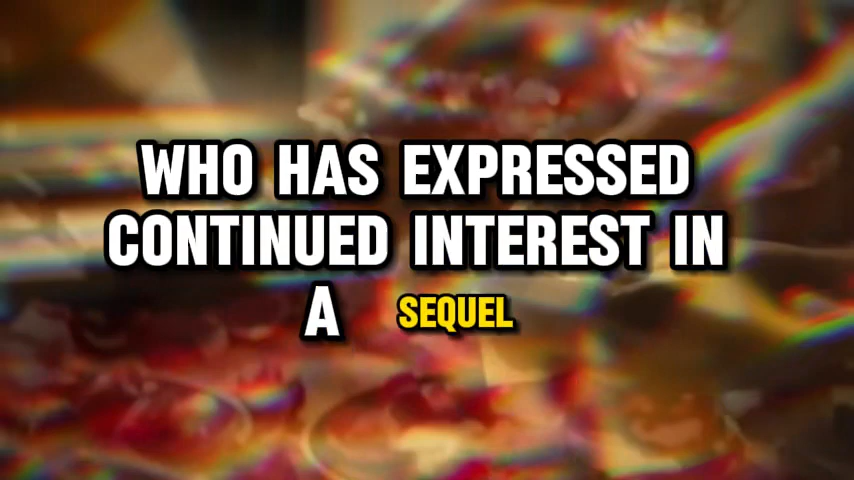 WHO HAS EXPRESSED
CONTINUED INTEREST IN
A SEQUEL